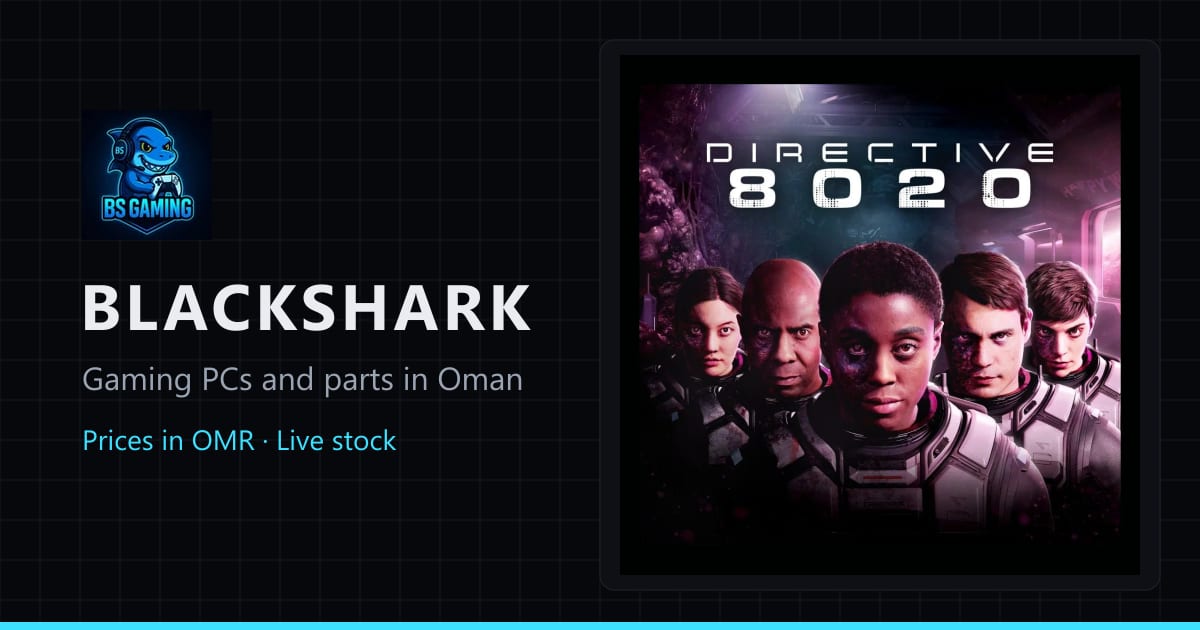 BS
BS GAMING
BLACKSHARK
Gaming PCs and parts in Oman
Prices in OMR · Live stock
DIRECTIVE
8020